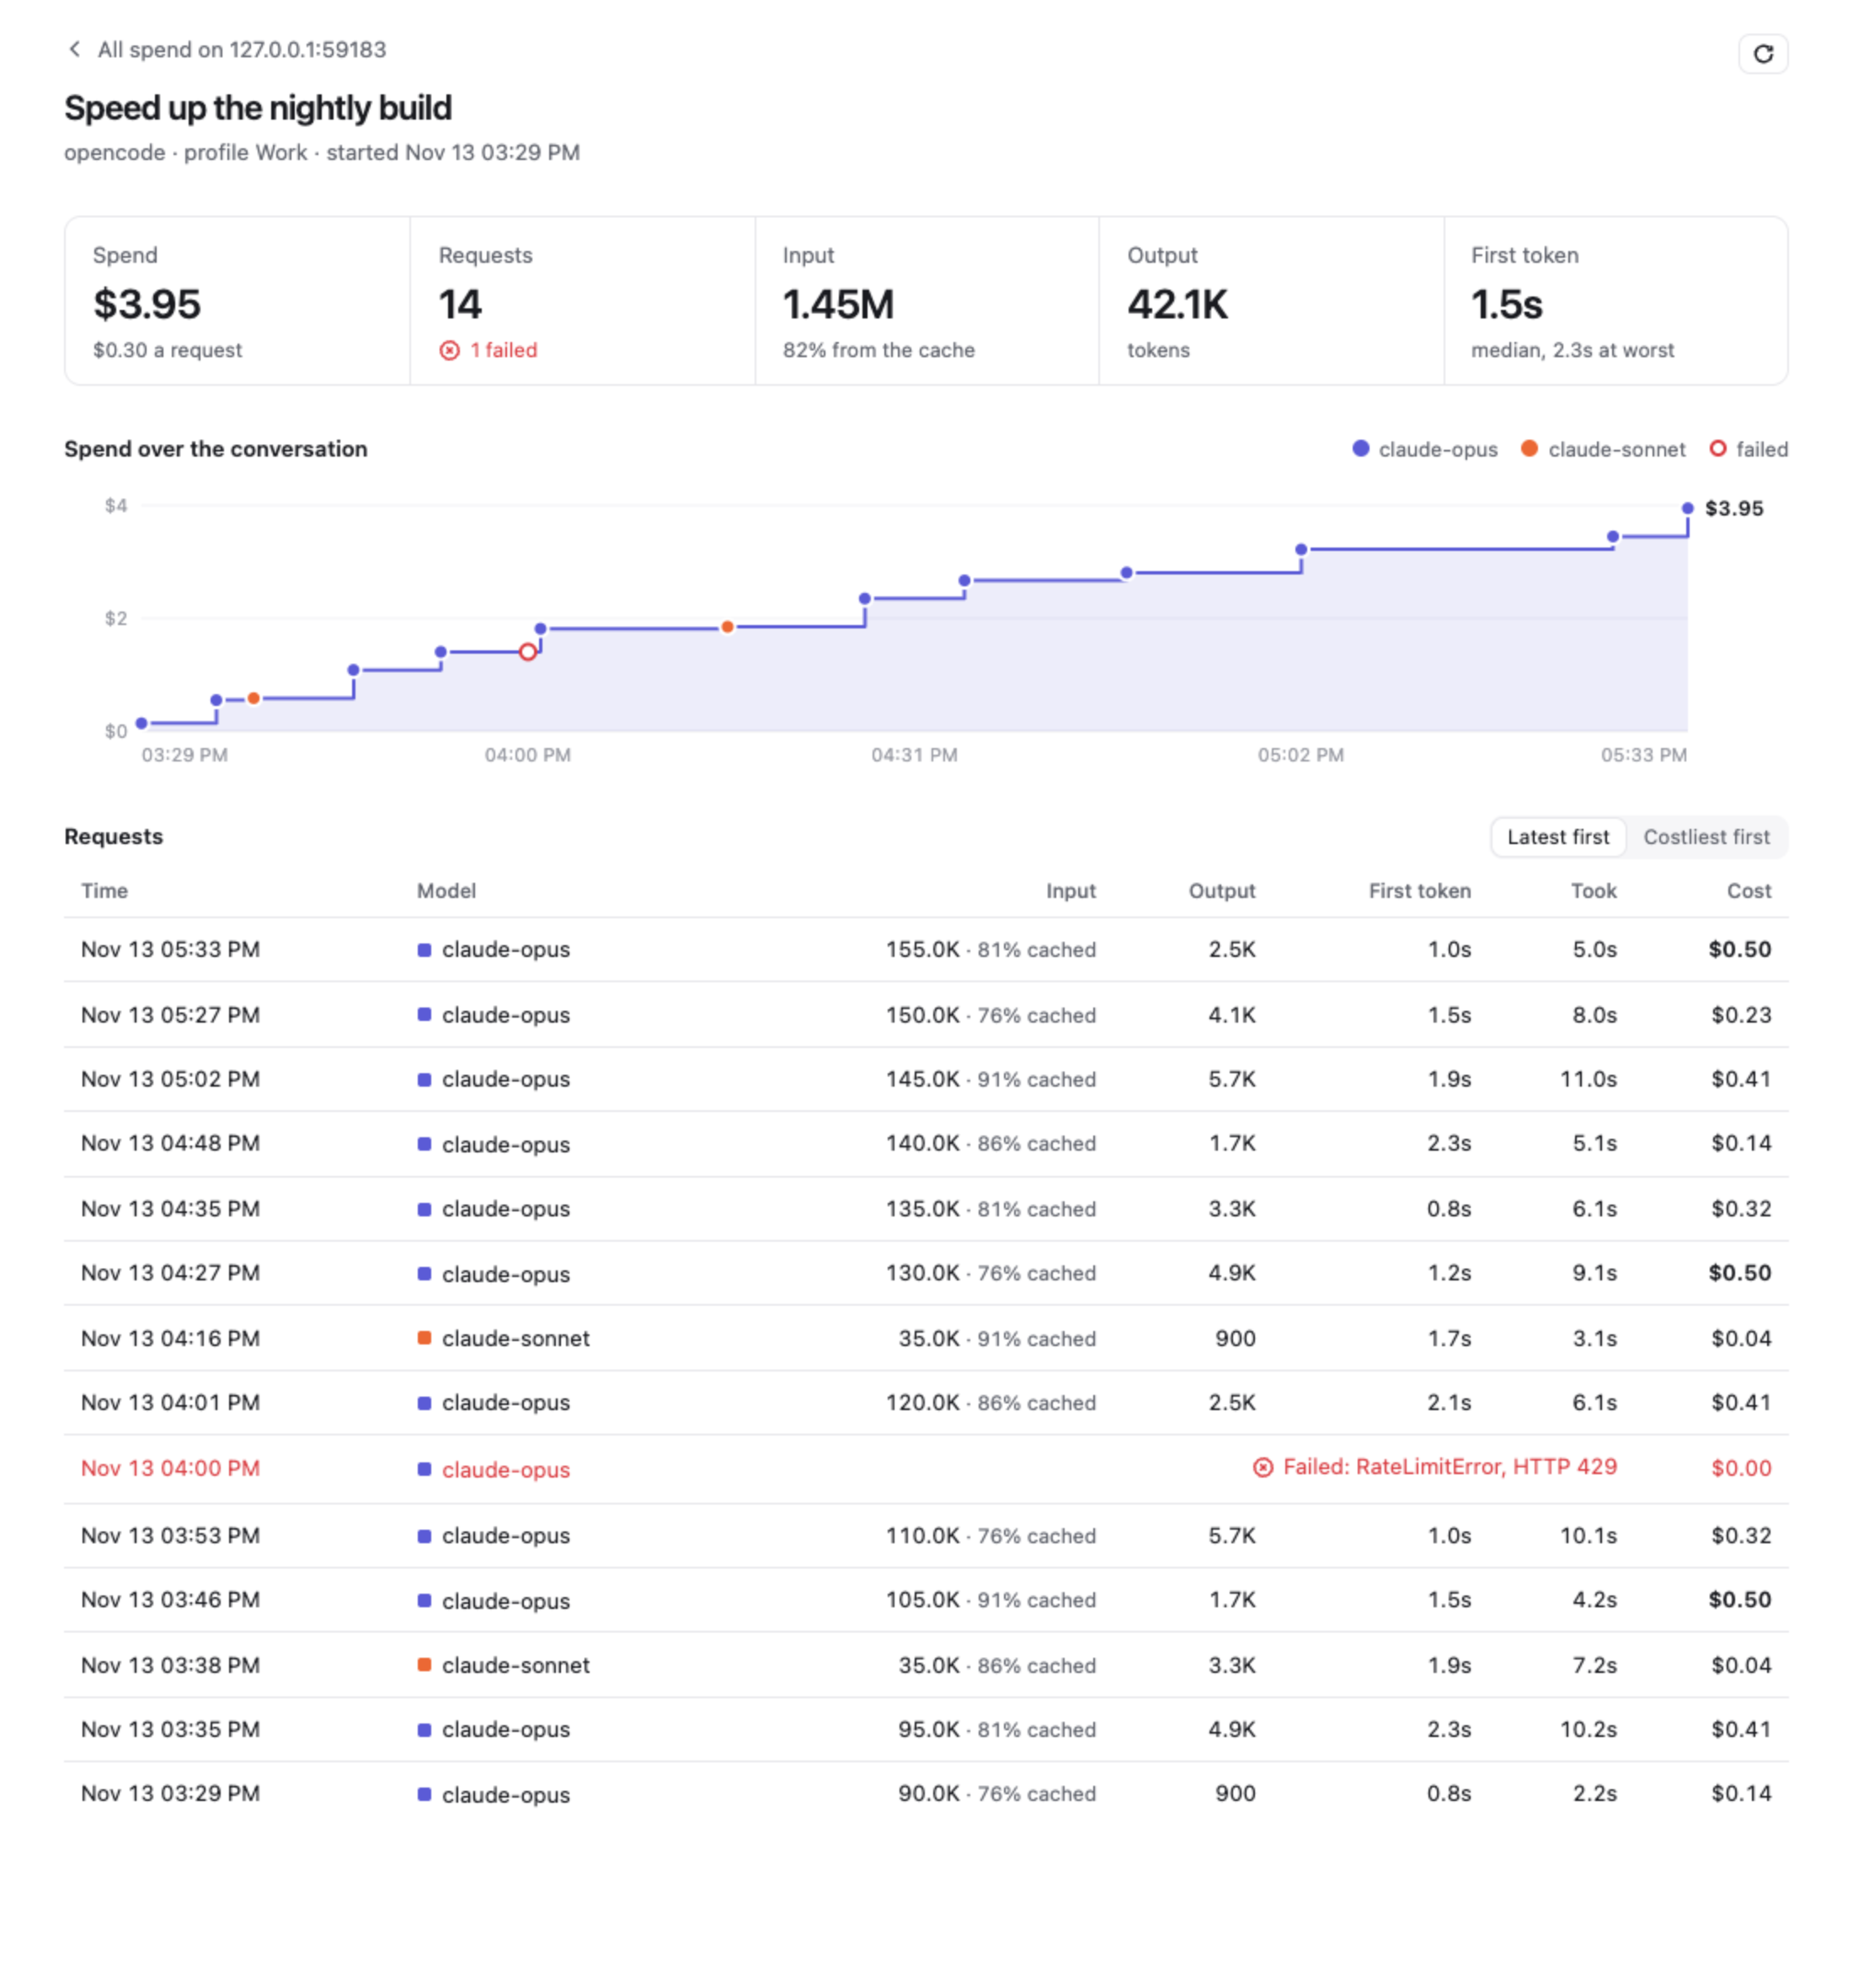 All spend on 127.0.0.1:59183
Speed up the nightly build
opencode · profile Work · started Nov 13 03:29 PM
Spend Requests Input Output First token
$3.95 14 1.45M 42.1K 1.5s
$0.30 a request 1 failed 82% from the cache tokens median, 2.3s at worst
Spend over the conversation claude-opus claude-sonnet failed
$4 $3.95
$2
$0
03:29 PM 04:00 PM 04:31 PM 05:02 PM 05:33 PM
Requests Latest first Costliest first
Time Model Input Output First token Took Cost
Nov 13 05:33 PM claude-opus 155.0K · 81% cached 2.5K 1.0s 5.0s $0.50
Nov 13 05:27 PM claude-opus 150.0K · 76% cached 4.1K 1.5s 8.0s $0.23
Nov 13 05:02 PM claude-opus 145.0K · 91% cached 5.7K 1.9s 11.0s $0.41
Nov 13 04:48 PM claude-opus 140.0K · 86% cached 1.7K 2.3s 5.1s $0.14
Nov 13 04:35 PM claude-opus 135.0K · 81% cached 3.3K 0.8s 6.1s $0.32
Nov 13 04:27 PM claude-opus 130.0K · 76% cached 4.9K 1.2s 9.1s $0.50
Nov 13 04:16 PM claude-sonnet 35.0K · 91% cached 900 1.7s 3.1s $0.04
Nov 13 04:01 PM claude-opus 120.0K · 86% cached 2.5K 2.1s 6.1s $0.41
Nov 13 04:00 PM claude-opus Failed: RateLimitError, HTTP 429 $0.00
Nov 13 03:53 PM claude-opus 110.0K · 76% cached 5.7K 1.0s 10.1s $0.32
Nov 13 03:46 PM claude-opus 105.0K · 91% cached 1.7K 1.5s 4.2s $0.50
Nov 13 03:38 PM claude-sonnet 35.0K · 86% cached 3.3K 1.9s 7.2s $0.04
Nov 13 03:35 PM claude-opus 95.0K · 81% cached 4.9K 2.3s 10.2s $0.41
Nov 13 03:29 PM claude-opus 90.0K · 76% cached 900 0.8s 2.2s $0.14